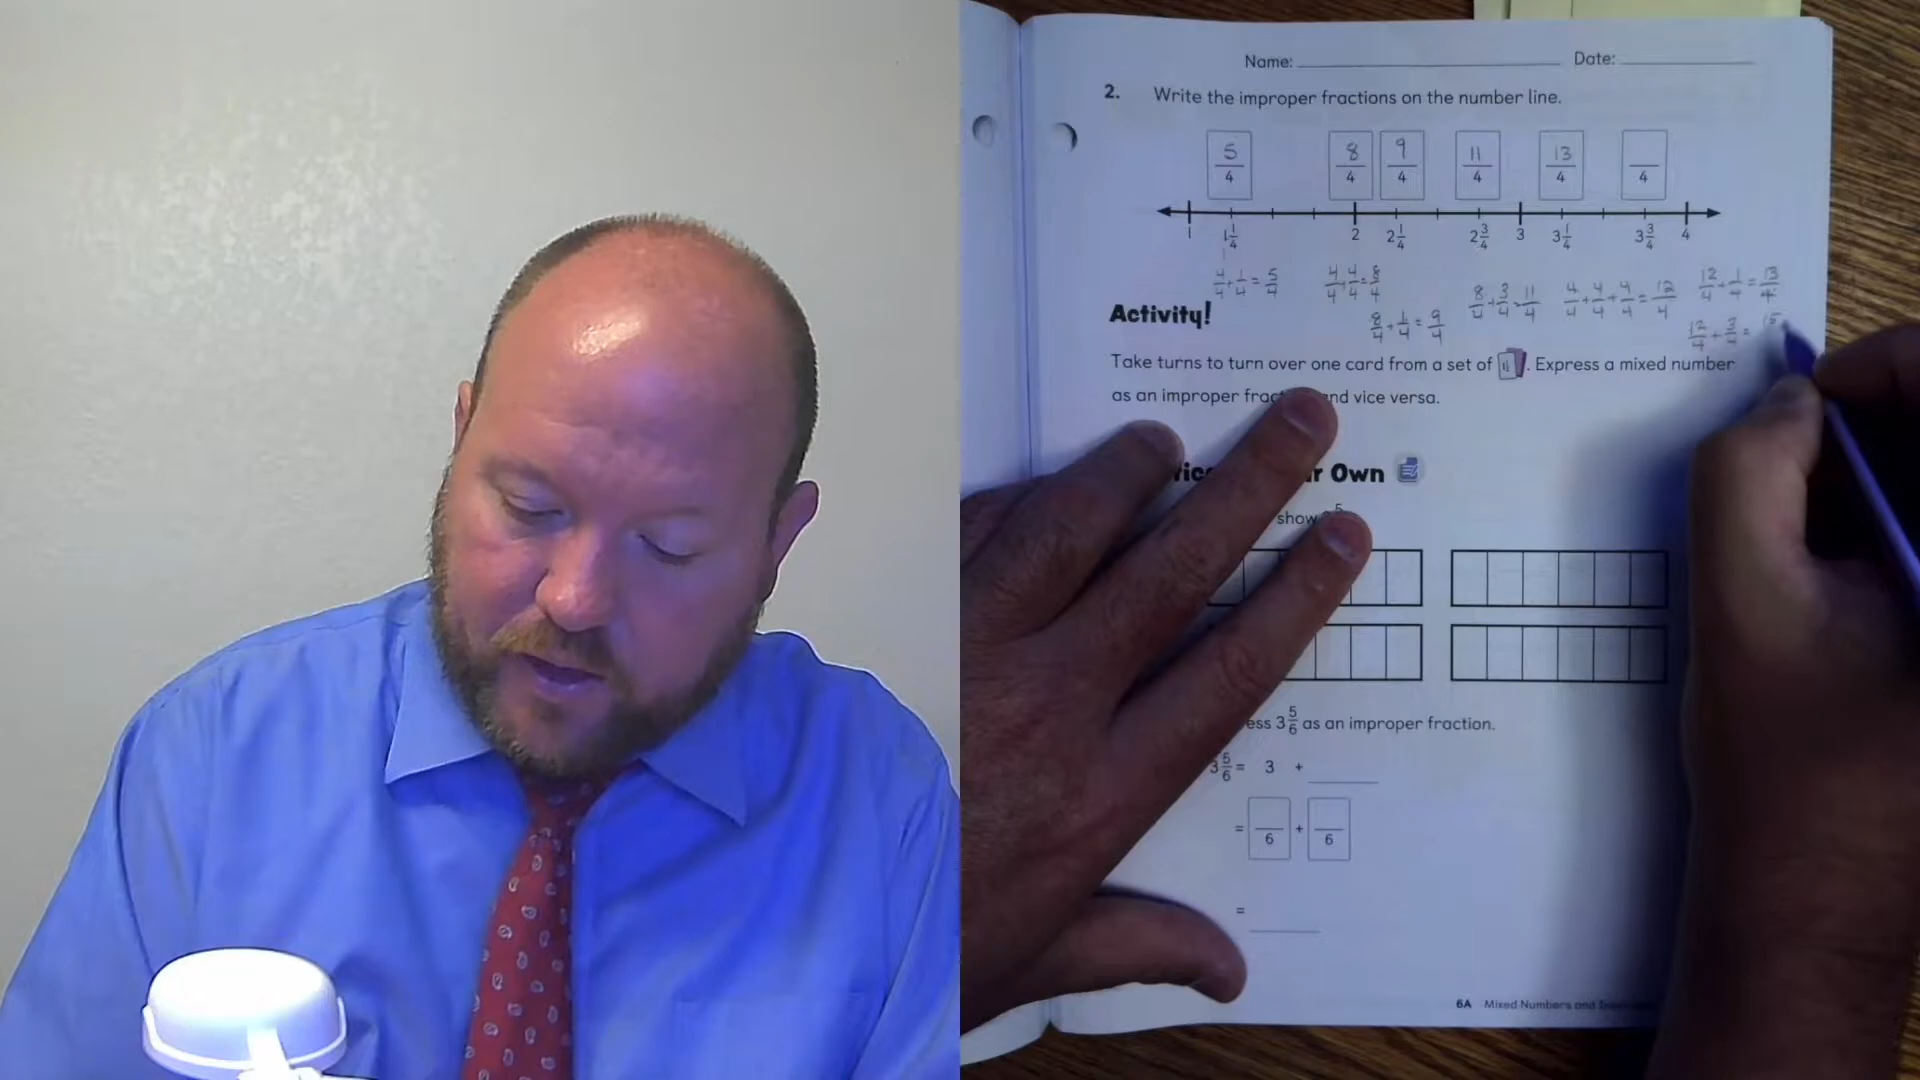 Name: Date:
2. Write the improper fractions on the number line.
5/4 8/4 9/4 11/4 13/4 /4
1 1 1/4 2 2 1/4 2 3/4 3 3 1/4 3 3/4 4
4/4 + 1/4 = 5/4 4/4 + 4/4 = 8/4 8/4 + 3/4 = 11/4 4/4 + 4/4 + 4/4 = 12/4 12/4 + 1/4 = 13/4
8/4 + 1/4 = 9/4 12/4 + 3/4 = 15
Activity!
Take turns to turn over one card from a set of . Express a mixed number
as an improper and vice versa.
Own
show
Express 3 5/6 as an improper fraction.
3 5/6 = 3 +
= /6 + /6
=
6A Mixed Numbers and